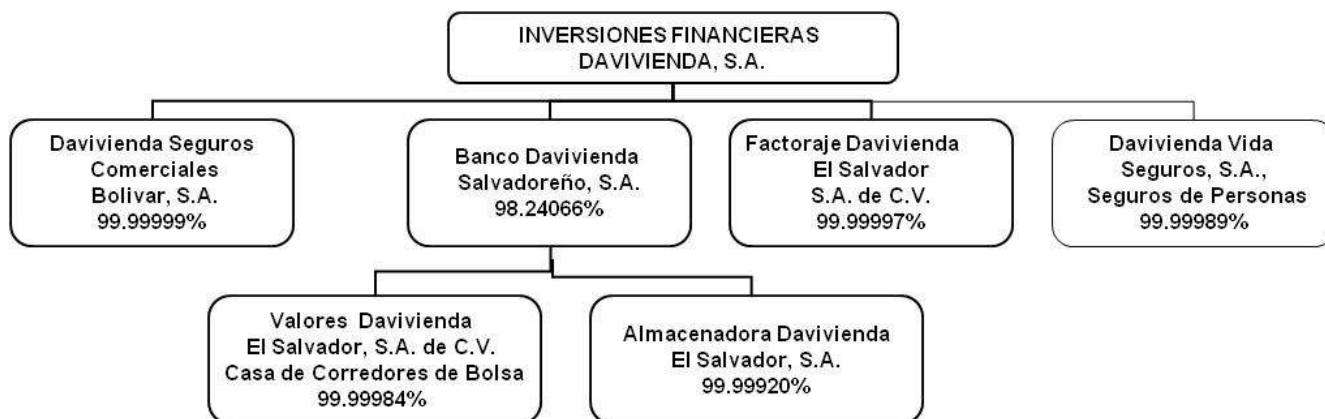 INVERSIONES FINANCIERAS
DAVIVIENDA, S.A.
Davivienda Seguros
Comerciales
Bolivar, S.A.
99.99999%
Banco Davivienda
Salvadoreño, S.A.
98.24066%
Factoraje Davivienda
El Salvador
S.A. de C.V.
99.99997%
Davivienda Vida
Seguros, S.A.,
Seguros de Personas
99.99989%
Valores Davivienda
El Salvador, S.A. de C.V.
Casa de Corredores de Bolsa
99.99984%
Almacenadora Davivienda
El Salvador, S.A.
99.99920%